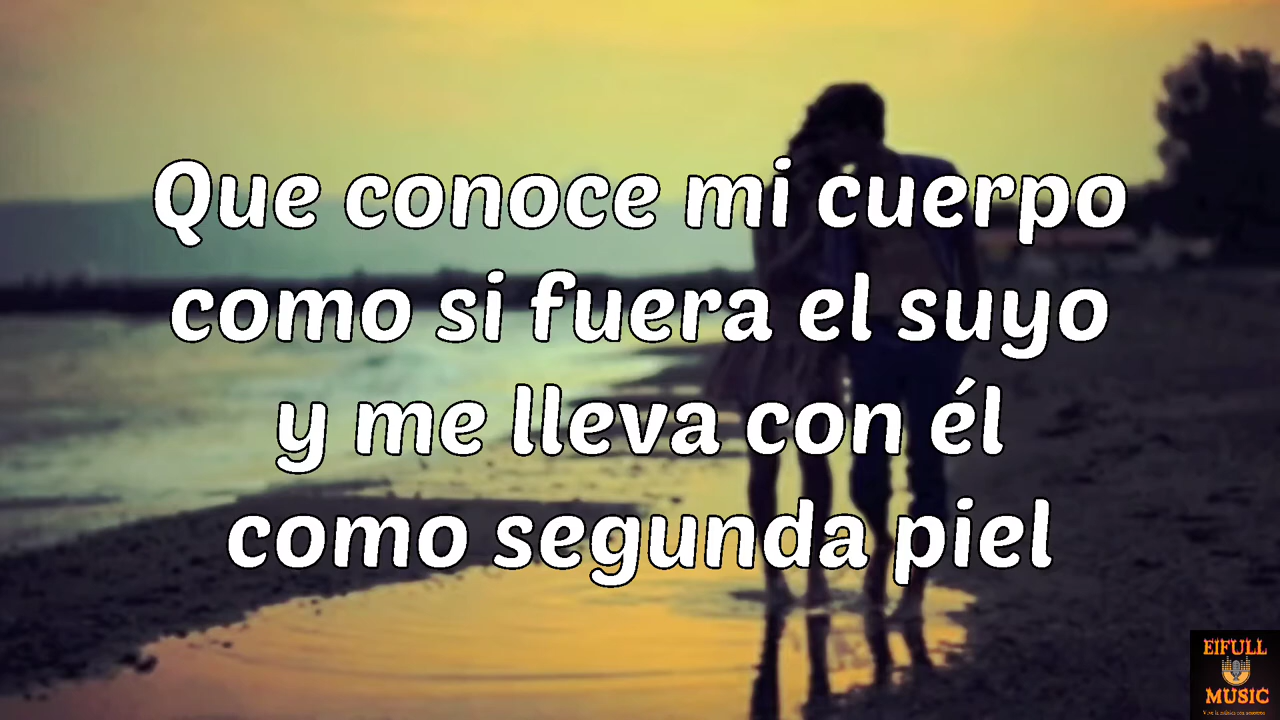 Que conoce mi cuerpo
como si fuera el suyo
y me lleva con él
como segunda piel
EIFULL
MUSIC